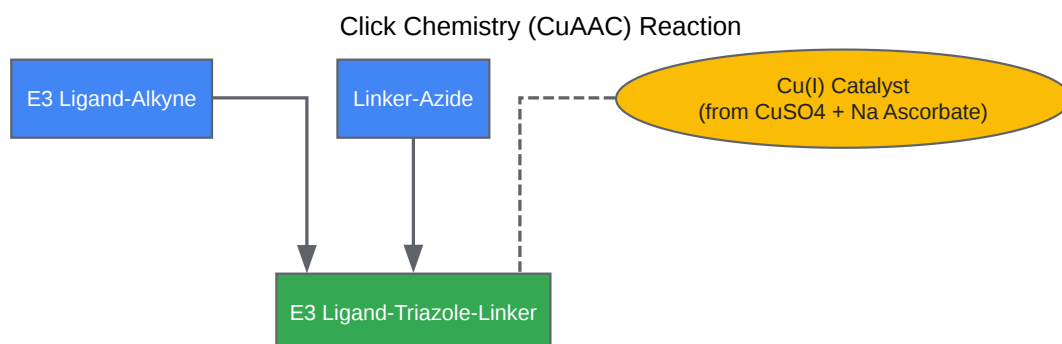 Click Chemistry (CuAAC) Reaction
E3 Ligand-Alkyne
Linker-Azide
Cu(I) Catalyst
(from CuSO4 + Na Ascorbate)
E3 Ligand-Triazole-Linker